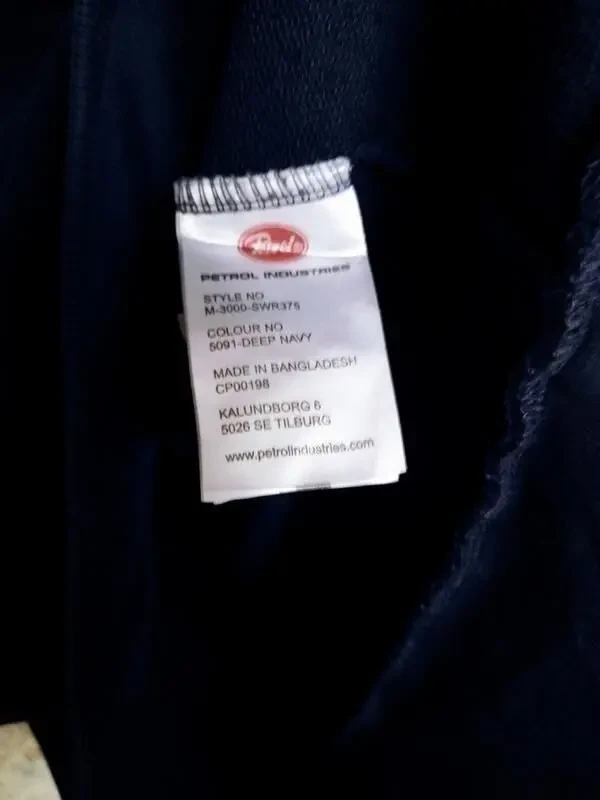 Petrol
PETROL INDUSTRIES
STYLE NO
M-3000-SWR375
COLOUR NO
5091-DEEP NAVY
MADE IN BANGLADESH
CP00198
KALUNDBORG 6
5026 SE TILBURG
www.petrolindustries.com